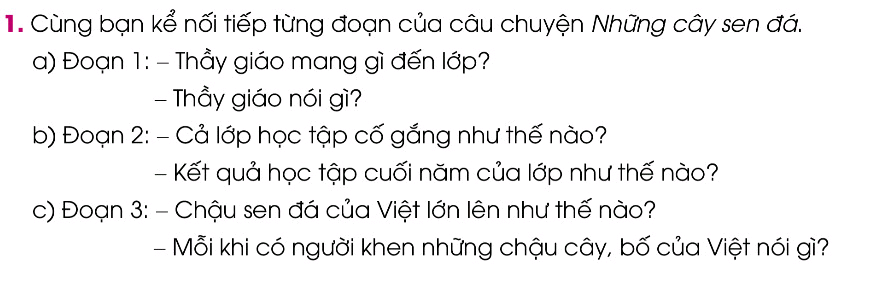 1. Cùng bạn kể nối tiếp từng đoạn của câu chuyện Những cây sen đá.
a) Đoạn 1: – Thầy giáo mang gì đến lớp?
– Thầy giáo nói gì?
b) Đoạn 2: – Cả lớp học tập cố gắng như thế nào?
– Kết quả học tập cuối năm của lớp như thế nào?
c) Đoạn 3: – Chậu sen đá của Việt lớn lên như thế nào?
– Mỗi khi có người khen những chậu cây, bố của Việt nói gì?